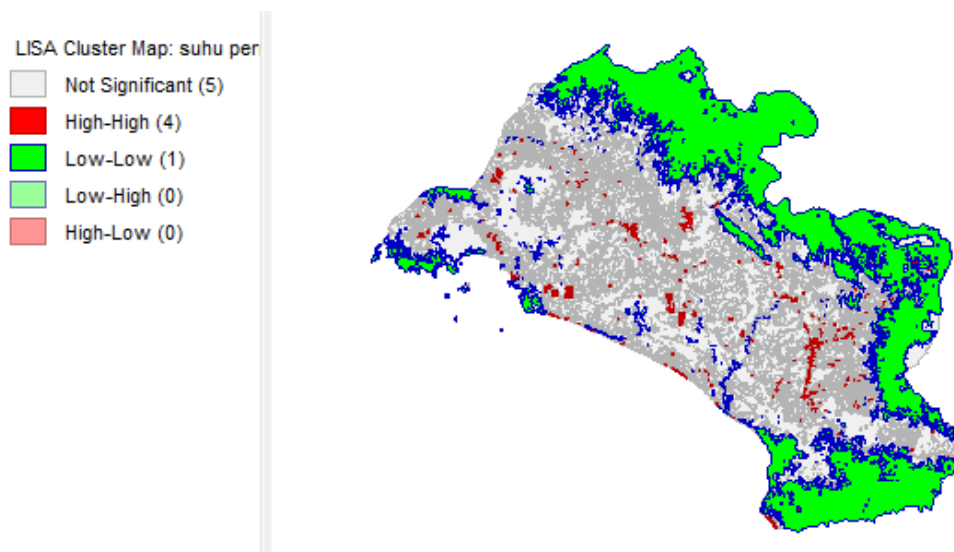 LISA Cluster Map: suhu per
Not Significant (5)
High-High (4)
Low-Low (1)
Low-High (0)
High-Low (0)